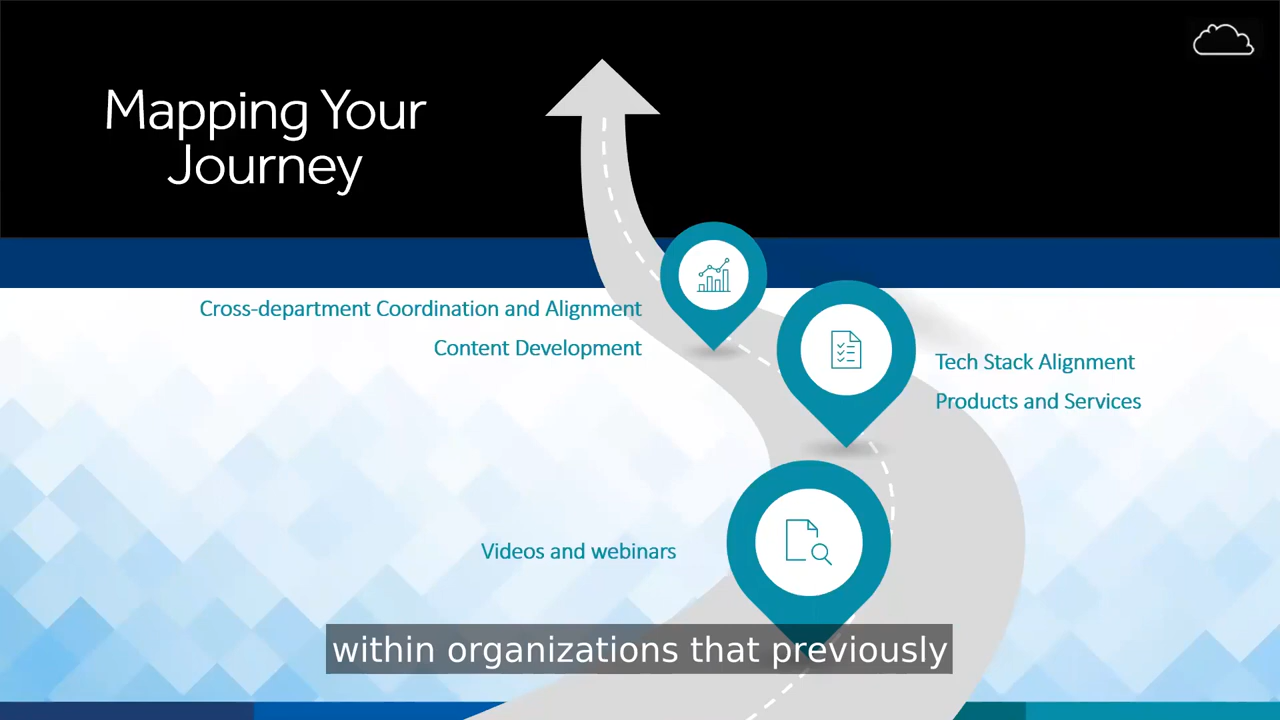 Mapping Your
Journey
Cross-department Coordination and Alignment
Content Development
Tech Stack Alignment
Products and Services
Videos and webinars
within organizations that previously